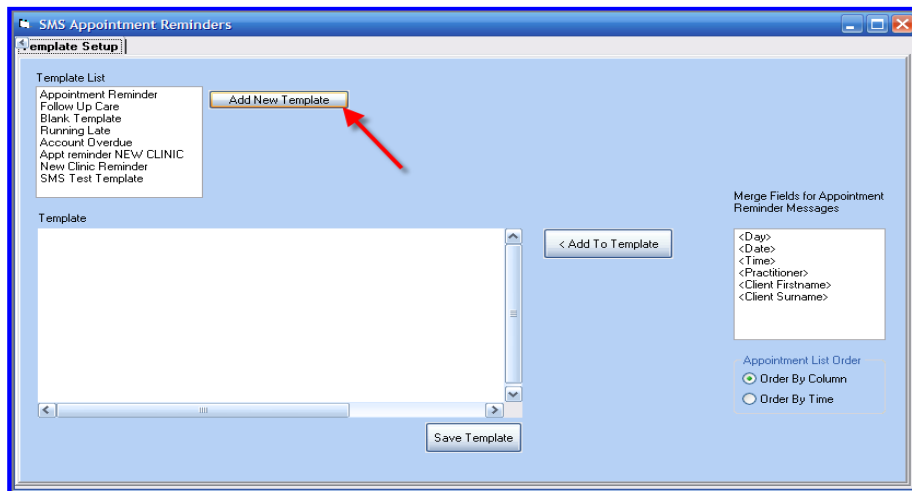 SMS Appointment Reminders
Template Setup
Template List
Appointment Reminder
Follow Up Care
Blank Template
Running Late
Account Overdue
Appt reminder NEW CLINIC
New Clinic Reminder
SMS Test Template
Add New Template
Merge Fields for Appointment
Reminder Messages
Template
< Add To Template
<Day>
<Date>
<Time>
<Practitioner>
<Client Firstname>
<Client Surname>
Appointment List Order
Order By Column
Order By Time
Save Template